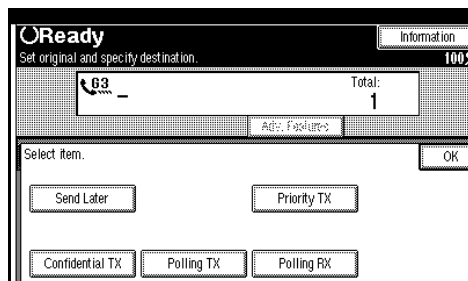 Ready
Information
Set original and specify destination.
100%
G3 _
Total:
1
Adv. Features
Select item.
OK
Send Later
Priority TX
Confidential TX
Polling TX
Polling RX